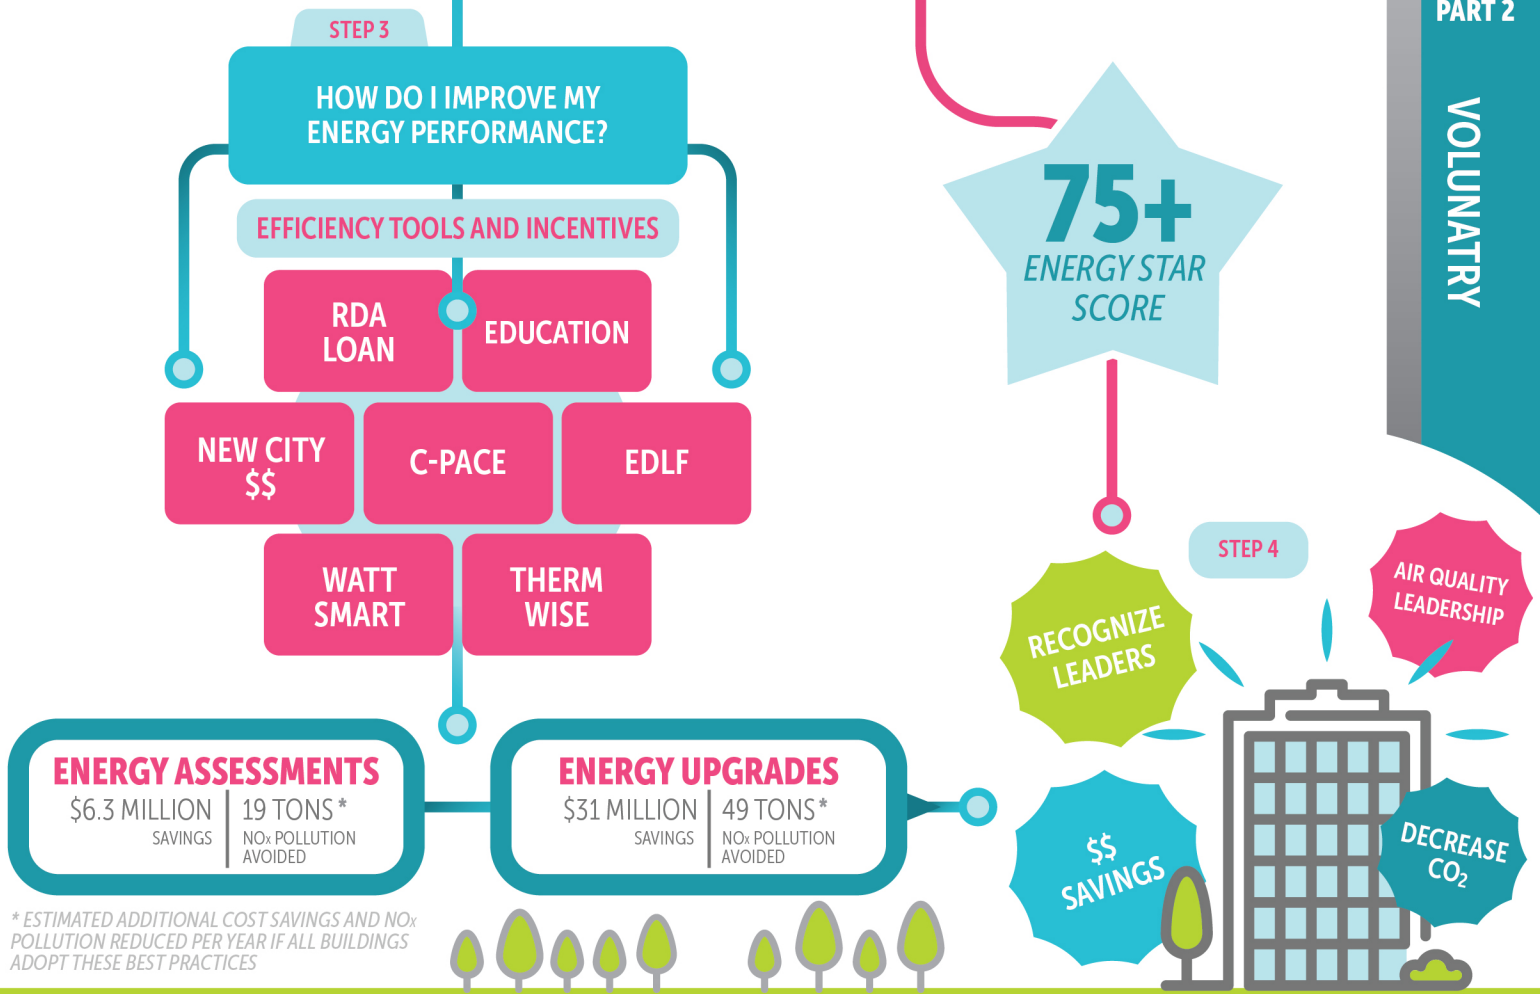 STEP 3
HOW DO I IMPROVE MY
ENERGY PERFORMANCE?
EFFICIENCY TOOLS AND INCENTIVES
RDA
LOAN
EDUCATION
NEW CITY
$$
C-PACE
EDLF
WATT
SMART
THERM
WISE
ENERGY ASSESSMENTS
$6.3 MILLION
SAVINGS
19 TONS*
NOx POLLUTION
AVOIDED
ENERGY UPGRADES
$31 MILLION
SAVINGS
49 TONS*
NOx POLLUTION
AVOIDED
* ESTIMATED ADDITIONAL COST SAVINGS AND NOx
POLLUTION REDUCED PER YEAR IF ALL BUILDINGS
ADOPT THESE BEST PRACTICES
75+
ENERGY STAR
SCORE
STEP 4
RECOGNIZE
LEADERS
AIR QUALITY
LEADERSHIP
$$
SAVINGS
DECREASE
CO₂
PART 2
VOLUNATRY